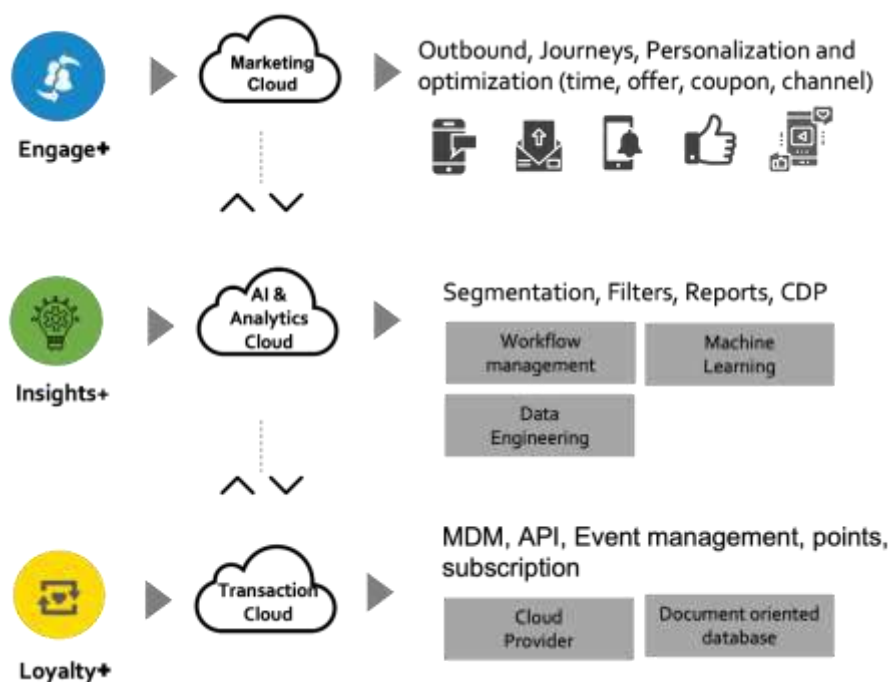 Engage+
Marketing
Cloud
Outbound, Journeys, Personalization and
optimization (time, offer, coupon, channel)
Insights+
AI &
Analytics
Cloud
Segmentation, Filters, Reports, CDP
Workflow
management
Machine
Learning
Data
Engineering
Loyalty+
Transaction
Cloud
MDM, API, Event management, points,
subscription
Cloud
Provider
Document oriented
database